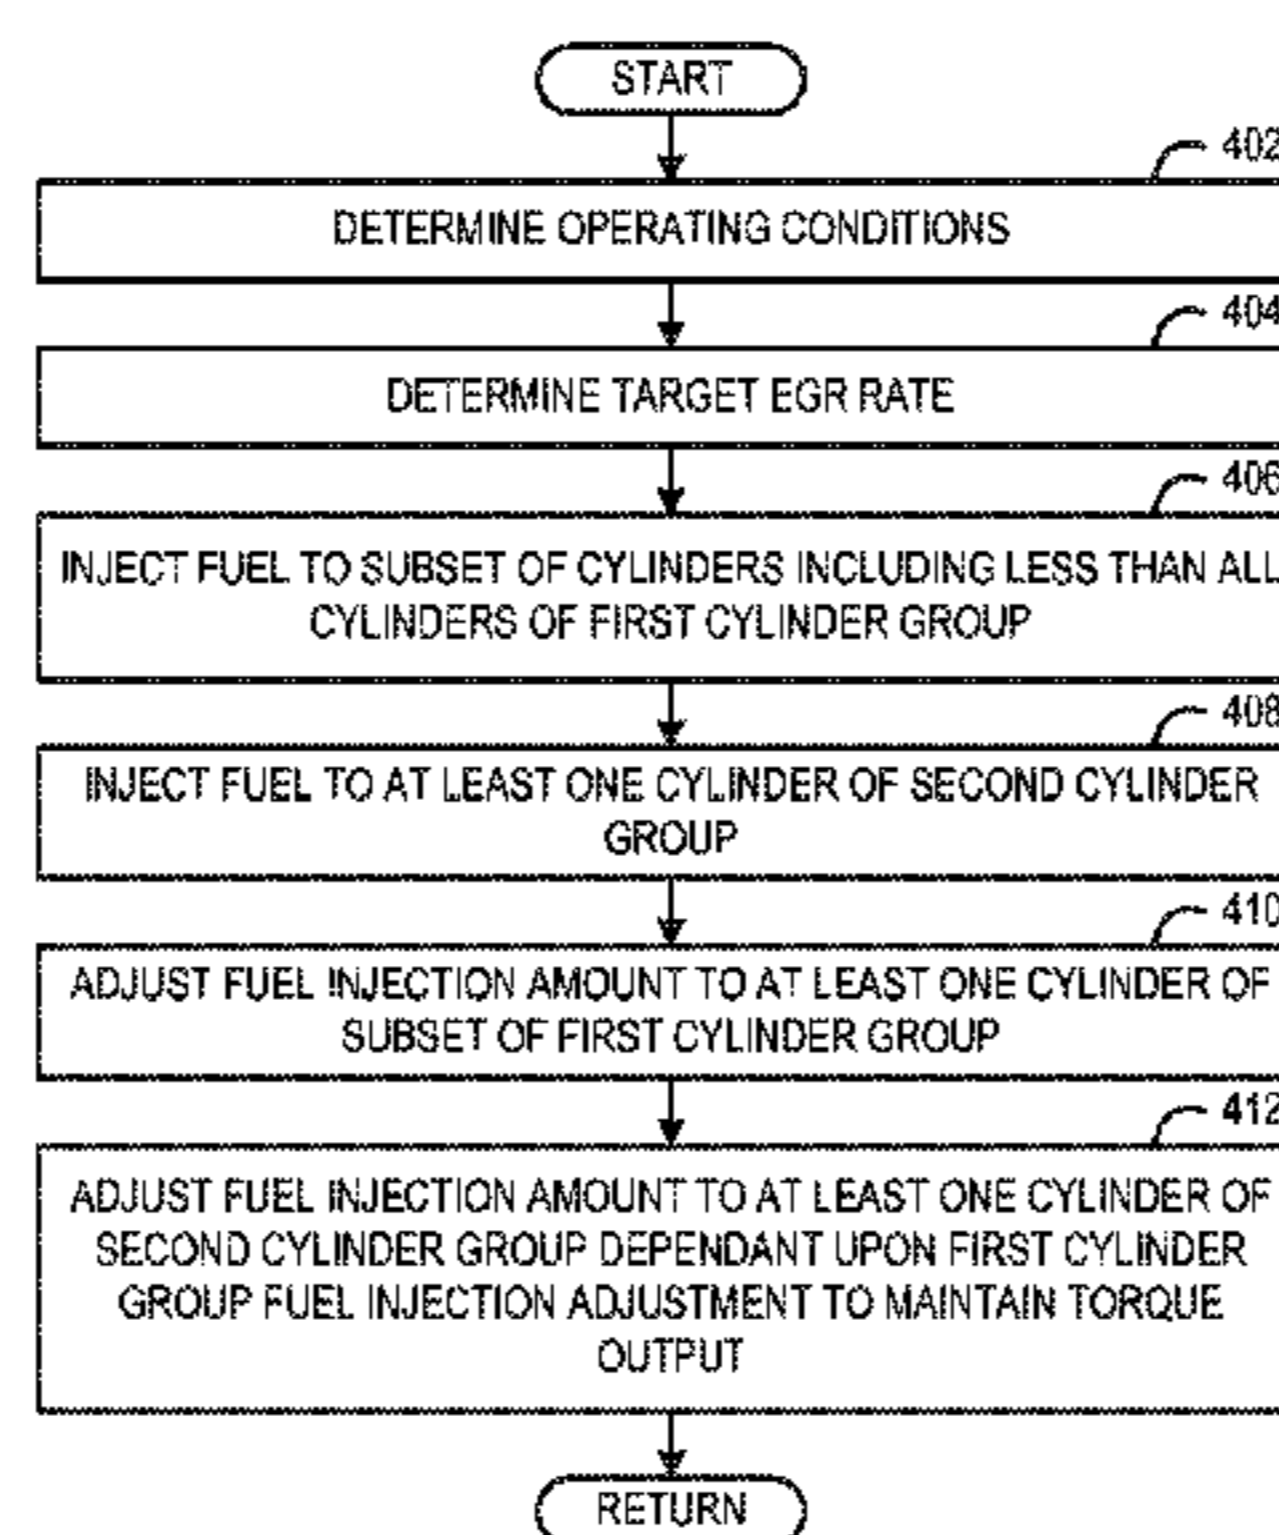 START
402
DETERMINE OPERATING CONDITIONS
404
DETERMINE TARGET EGR RATE
406
INJECT FUEL TO SUBSET OF CYLINDERS INCLUDING LESS THAN ALL
CYLINDERS OF FIRST CYLINDER GROUP
408
INJECT FUEL TO AT LEAST ONE CYLINDER OF SECOND CYLINDER
GROUP
410
ADJUST FUEL INJECTION AMOUNT TO AT LEAST ONE CYLINDER OF
SUBSET OF FIRST CYLINDER GROUP
412
ADJUST FUEL INJECTION AMOUNT TO AT LEAST ONE CYLINDER OF
SECOND CYLINDER GROUP DEPENDANT UPON FIRST CYLINDER
GROUP FUEL INJECTION ADJUSTMENT TO MAINTAIN TORQUE
OUTPUT
RETURN